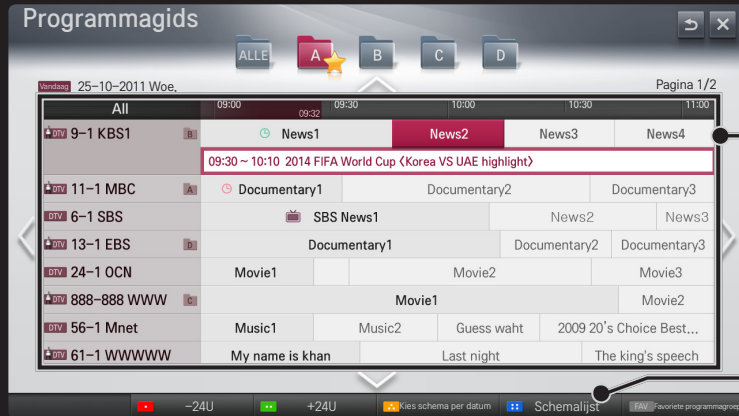 Programmagids
ALLE A B C D
Vandaag 25-10-2011 Woe, Pagina 1/2
All 09:00 09:32 09:30 10:00 10:30 11:00
DTV 9-1 KBS1 B News1 News2 News3 News4
09:30 ~ 10:10 2014 FIFA World Cup 〈Korea VS UAE highlight〉
DTV 11-1 MBC A Documentary1 Documentary2 Documentary3
DTV 6-1 SBS SBS News1 News2 News3
DTV 13-1 EBS D Documentary1 Documentary2 Documentary3
DTV 24-1 OCN Movie1 Movie2 Movie3
DTV 888-888 WWW C Movie1 Movie2
DTV 56-1 Mnet Music1 Music2 Guess waht 2009 20's Choice Best...
DTV 61-1 WWWWW My name is khan Last night The king's speech
-24U +24U Kies schema per datum Schemalijst FAV Favoriete programmagroep